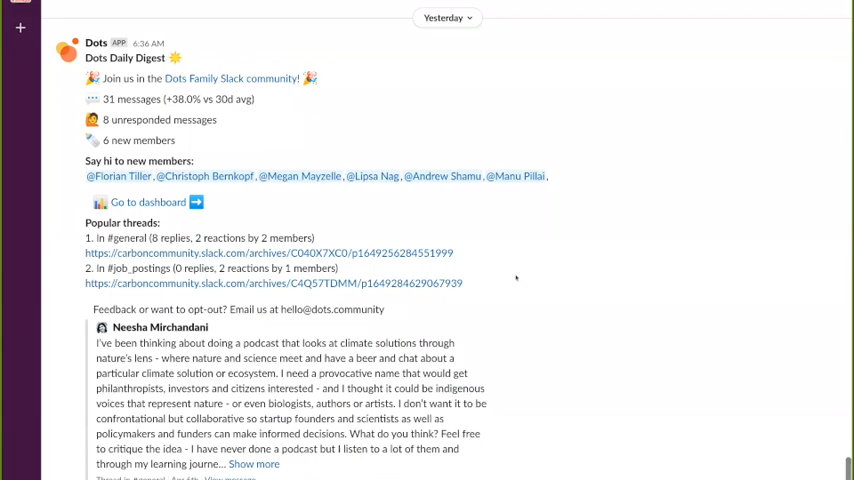 Yesterday
Dots APP 6:36 AM
Dots Daily Digest
Join us in the Dots Family Slack community!
31 messages (+38.0% vs 30d avg)
8 unresponded messages
6 new members
Say hi to new members:
@Florian Tiller,@Christoph Bernkopf,@Megan Mayzelle,@Lipsa Nag,@Andrew Shamu,@Manu Pillai,
Go to dashboard
Popular threads:
1. In #general (8 replies, 2 reactions by 2 members)
https://carboncommunity.slack.com/archives/C040X7XC0/p1649256284551999
2. In #job_postings (0 replies, 2 reactions by 1 members)
https://carboncommunity.slack.com/archives/C4Q57TDMM/p1649284629067939
Feedback or want to opt-out? Email us at hello@dots.community
Neesha Mirchandani
I've been thinking about doing a podcast that looks at climate solutions through
nature's lens - where nature and science meet and have a beer and chat about a
particular climate solution or ecosystem. I need a provocative name that would get
philanthropists, investors and citizens interested - and I thought it could be indigenous
voices that represent nature - or even biologists, authors or artists. I don't want it to be
confrontational but collaborative so startup founders and scientists as well as
policymakers and funders can make informed decisions. What do you think? Feel free
to critique the idea - I have never done a podcast but I listen to a lot of them and
through my learning journe... Show more
Thread in #general · Apr 6th · View message